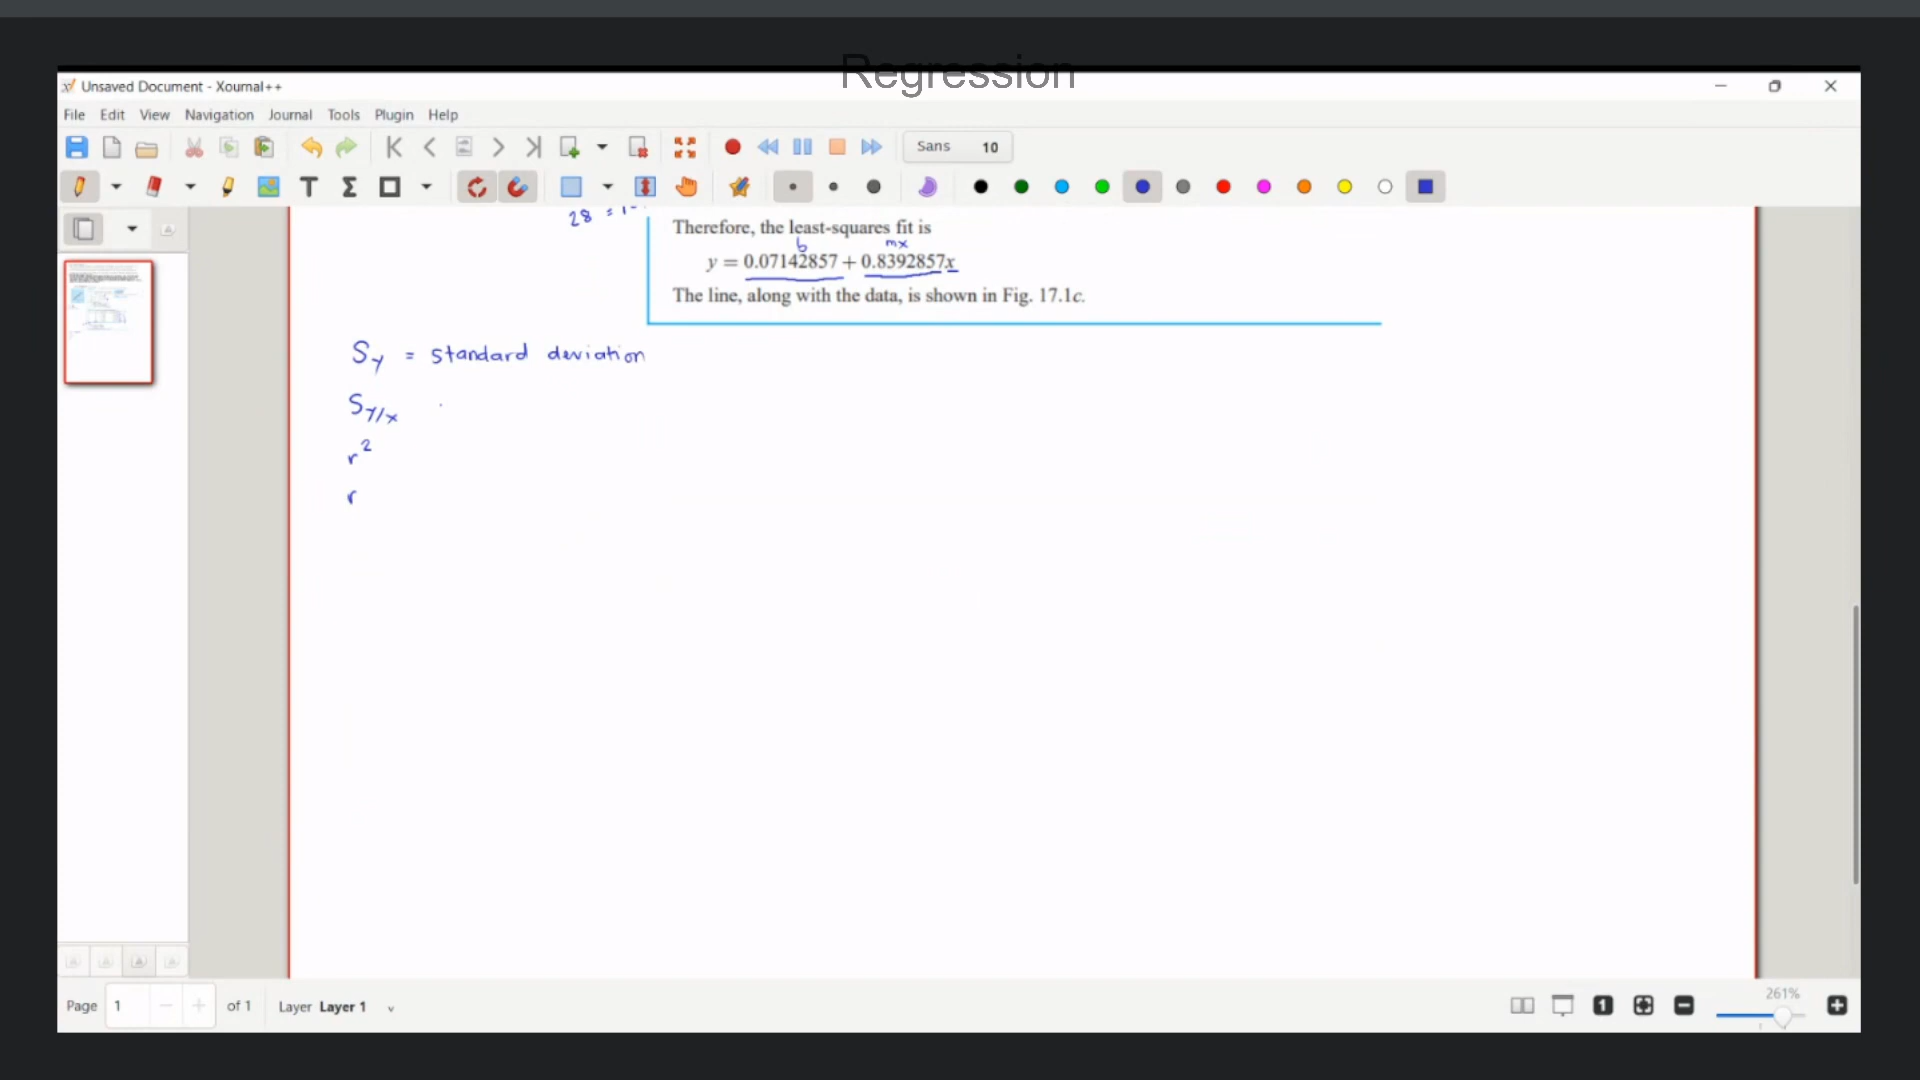 Regression
Unsaved Document - Xournal++
File Edit View Navigation Journal Tools Plugin Help
Sans 10
28 =
Therefore, the least-squares fit is
b mx
y = 0.07142857 + 0.8392857x
The line, along with the data, is shown in Fig. 17.1c.
Sy = standard deviation
Sy/x
r²
r
Page 1 of 1 Layer Layer 1
261%